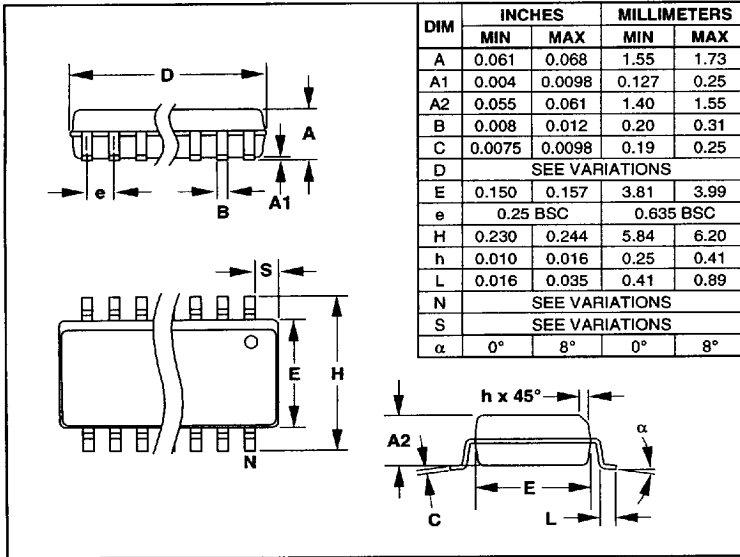 DIM INCHES MILLIMETERS
MIN MAX MIN MAX
A 0.061 0.068 1.55 1.73
A1 0.004 0.0098 0.127 0.25
A2 0.055 0.061 1.40 1.55
B 0.008 0.012 0.20 0.31
C 0.0075 0.0098 0.19 0.25
D SEE VARIATIONS
E 0.150 0.157 3.81 3.99
e 0.25 BSC 0.635 BSC
H 0.230 0.244 5.84 6.20
h 0.010 0.016 0.25 0.41
L 0.016 0.035 0.41 0.89
N SEE VARIATIONS
S SEE VARIATIONS
α 0° 8° 0° 8°
D
A
e
B
A1
S
E
H
N
h x 45°
A2
α
E
C
L